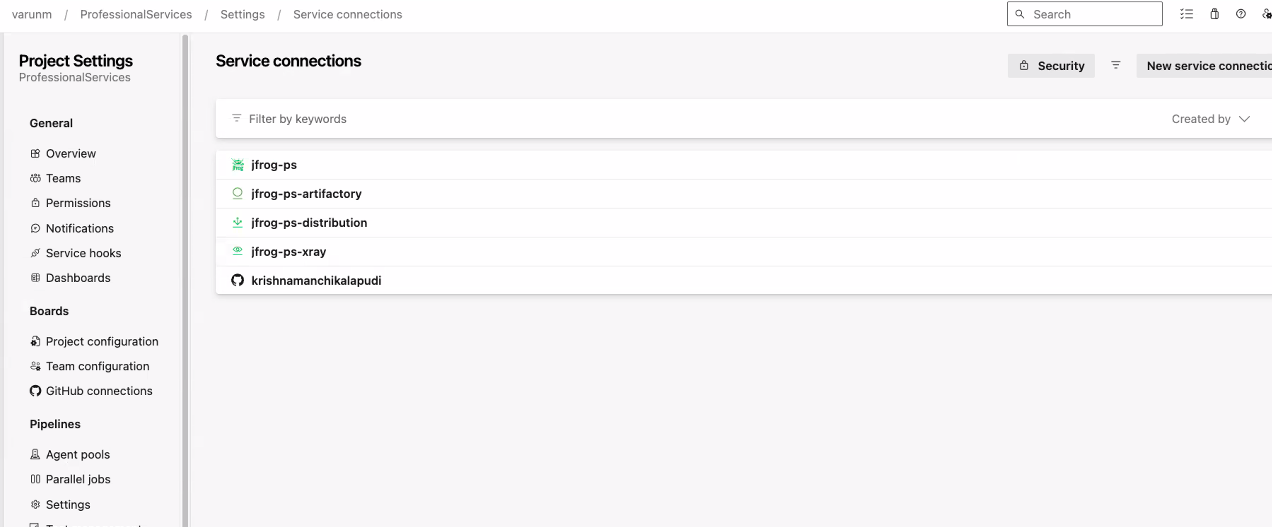 varunm / ProfessionalServices / Settings / Service connections
Search
Project Settings
ProfessionalServices
General
Overview
Teams
Permissions
Notifications
Service hooks
Dashboards
Boards
Project configuration
Team configuration
GitHub connections
Pipelines
Agent pools
Parallel jobs
Settings
Service connections
Security
New service connectio
Filter by keywords
Created by
jfrog-ps
jfrog-ps-artifactory
jfrog-ps-distribution
jfrog-ps-xray
krishnamanchikalapudi